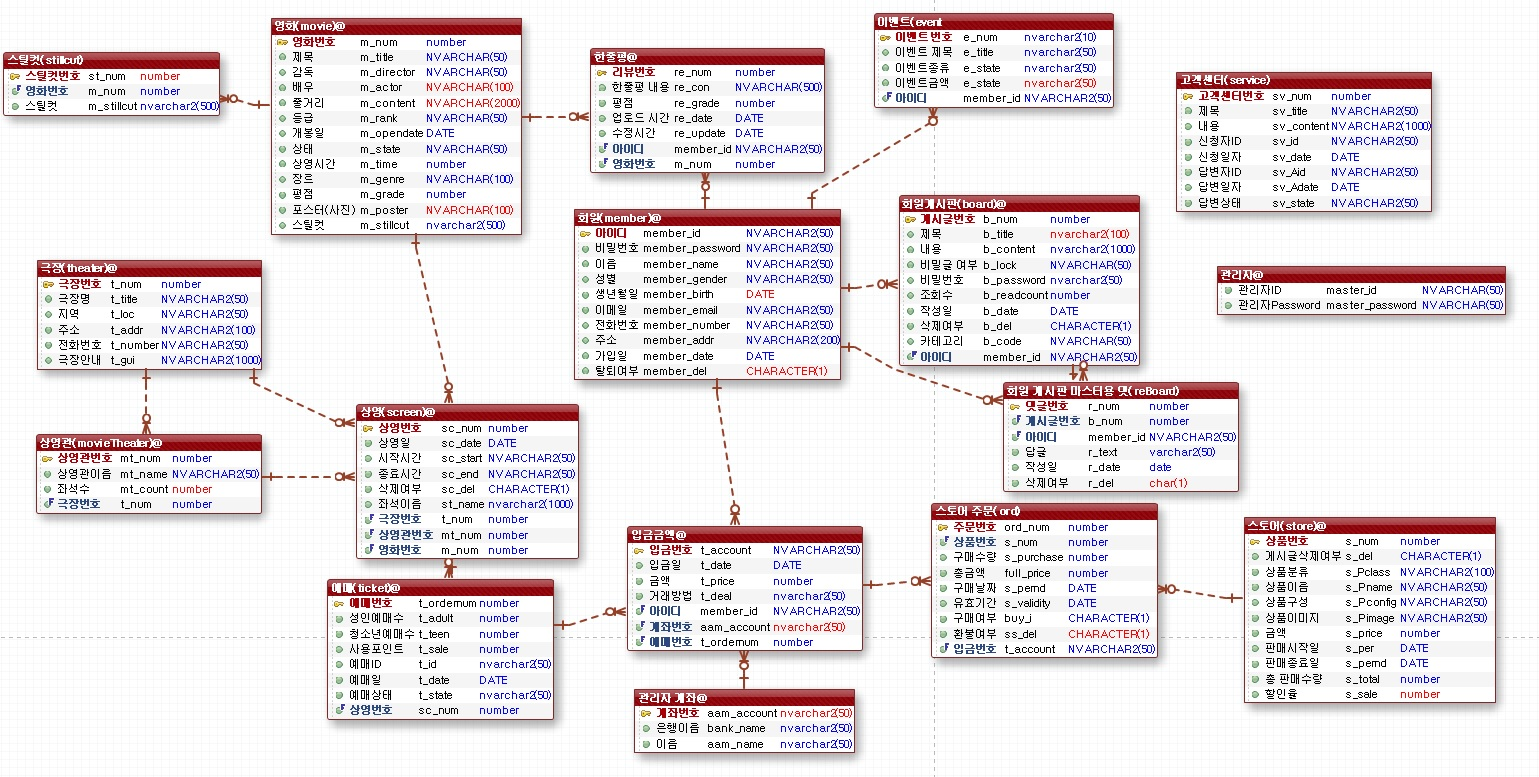 스틸컷(stillcut)
스틸컷번호 st_num number
영화번호 m_num number
스틸컷 m_stillcut nvarchar2(500)
영화(movie)@
영화번호 m_num number
제목 m_title NVARCHAR(50)
감독 m_director NVARCHAR(50)
배우 m_actor NVARCHAR(100)
줄거리 m_content NVARCHAR(2000)
등급 m_rank NVARCHAR(50)
개봉일 m_opendate DATE
상태 m_state NVARCHAR(50)
상영시간 m_time number
장르 m_genre NVARCHAR(100)
평점 m_grade number
포스터(사진) m_poster NVARCHAR(100)
스틸컷 m_stillcut nvarchar2(500)
한줄평@
리뷰번호 re_num number
한줄평 내용 re_con NVARCHAR(500)
평점 re_grade number
업로드 시간 re_date DATE
수정시간 re_update DATE
아이디 member_id NVARCHAR2(50)
영화번호 m_num number
이벤트(event
이벤트번호 e_num nvarchar2(10)
이벤트 제목 e_title nvarchar2(50)
이벤트종류 e_state nvarchar2(50)
이벤트금액 e_state nvarchar2(50)
아이디 member_id NVARCHAR2(50)
고객센터(service)
고객센터번호 sv_num number
제목 sv_title NVARCHAR2(50)
내용 sv_content NVARCHAR2(1000)
신청자ID sv_id NVARCHAR2(50)
신청일자 sv_date DATE
답변자ID sv_Aid NVARCHAR2(50)
답변일자 sv_Adate DATE
답변상태 sv_state NVARCHAR2(50)
회원(member)@
아이디 member_id NVARCHAR2(50)
비밀번호 member_password NVARCHAR2(50)
이름 member_name NVARCHAR2(50)
성별 member_gender NVARCHAR2(50)
생년월일 member_birth DATE
이메일 member_email NVARCHAR2(50)
전화번호 member_number NVARCHAR2(50)
주소 member_addr NVARCHAR2(200)
가입일 member_date DATE
탈퇴여부 member_del CHARACTER(1)
회원게시판(board)@
게시글번호 b_num number
제목 b_title nvarchar2(100)
내용 b_content nvarchar2(1000)
비밀글 여부 b_lock NVARCHAR(50)
비밀번호 b_password nvarchar2(50)
조회수 b_readcount number
작성일 b_date DATE
삭제여부 b_del CHARACTER(1)
카테고리 b_code NVARCHAR(50)
아이디 member_id NVARCHAR2(50)
관리자@
관리자ID master_id NVARCHAR(50)
관리자Password master_password NVARCHAR(50)
극장(theater)@
극장번호 t_num number
극장명 t_title NVARCHAR2(50)
지역 t_loc NVARCHAR2(50)
주소 t_addr NVARCHAR2(100)
전화번호 t_number NVARCHAR2(50)
극장안내 t_gui NVARCHAR2(1000)
회원 게시판 마스터용 댓(reBoard)
댓글번호 r_num number
게시글번호 b_num number
아이디 member_id NVARCHAR2(50)
답글 r_text varchar2(50)
작성일 r_date date
삭제여부 r_del char(1)
상영관(movieTheater)@
상영관번호 mt_num number
상영관이름 mt_name NVARCHAR2(50)
좌석수 mt_count number
극장번호 t_num number
상영(screen)@
상영번호 sc_num number
상영일 sc_date DATE
시작시간 sc_start NVARCHAR2(50)
종료시간 sc_end NVARCHAR2(50)
삭제여부 sc_del CHARACTER(1)
좌석이름 st_name nvarchar2(1000)
극장번호 t_num number
상영관번호 mt_num number
영화번호 m_num number
입금금액@
입금번호 t_account NVARCHAR2(50)
입금일 t_date DATE
금액 t_price number
거래방법 t_deal nvarchar2(50)
아이디 member_id NVARCHAR2(50)
계좌번호 aam_account nvarchar2(50)
예매번호 t_ordernum number
스토어 주문(ord)
주문번호 ord_num number
상품번호 s_num number
구매수량 s_purchase number
총금액 full_price number
구매날짜 s_pernd DATE
유효기간 s_validity DATE
구매여부 buy_i CHARACTER(1)
환불여부 ss_del CHARACTER(1)
입금번호 t_account NVARCHAR2(50)
스토어(store)@
상품번호 s_num number
게시글삭제여부 s_del CHARACTER(1)
상품분류 s_Pclass NVARCHAR2(100)
상품이름 s_Pname NVARCHAR2(50)
상품구성 s_Pconfig NVARCHAR2(50)
상품이미지 s_Pimage NVARCHAR2(50)
금액 s_price number
판매시작일 s_per DATE
판매종료일 s_pernd DATE
총 판매수량 s_total number
할인율 s_sale number
예매(ticket)@
예매번호 t_ordernum number
성인예매수 t_adult number
청소년예매수 t_teen number
사용포인트 t_sale number
예매ID t_id nvarchar2(50)
예매일 t_date DATE
예매상태 t_state nvarchar2(50)
상영번호 sc_num number
관리자 계좌@
계좌번호 aam_account nvarchar2(50)
은행이름 bank_name nvarchar2(50)
이름 aam_name nvarchar2(50)